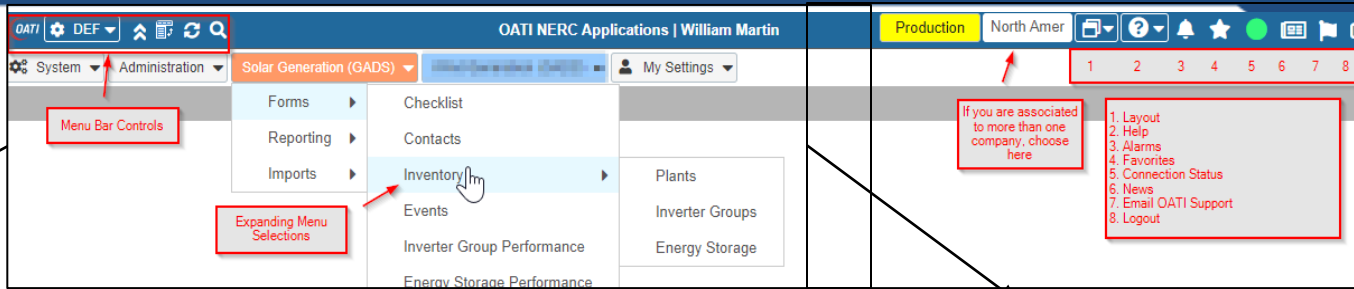 OATI DEF OATI NERC Applications | William Martin Production North Amer
System Administration Solar Generation (GADS) My Settings
1 2 3 4 5 6 7 8
Menu Bar Controls
Forms
Reporting
Imports
Checklist
Contacts
Inventory
Events
Inverter Group Performance
Energy Storage Performance
Plants
Inverter Groups
Energy Storage
Expanding Menu
Selections
If you are associated
to more than one
company, choose
here
1. Layout
2. Help
3. Alarms
4. Favorites
5. Connection Status
6. News
7. Email OATI Support
8. Logout